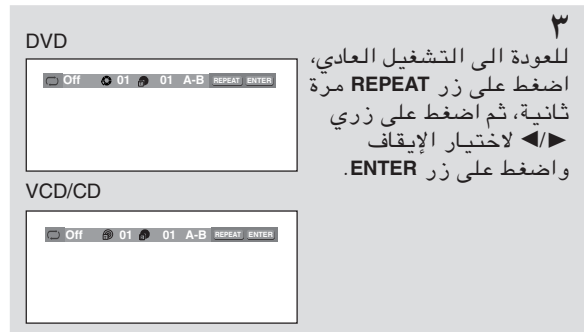 ٣
للعودة الى التشغيل العادي،
اضغط على زر REPEAT مرة
ثانية، ثم اضغط على زري
◀/▶ لاختيار الإيقاف
واضغط على زر ENTER.
DVD
Off 01 01 A-B REPEAT ENTER
VCD/CD
Off 01 01 A-B REPEAT ENTER